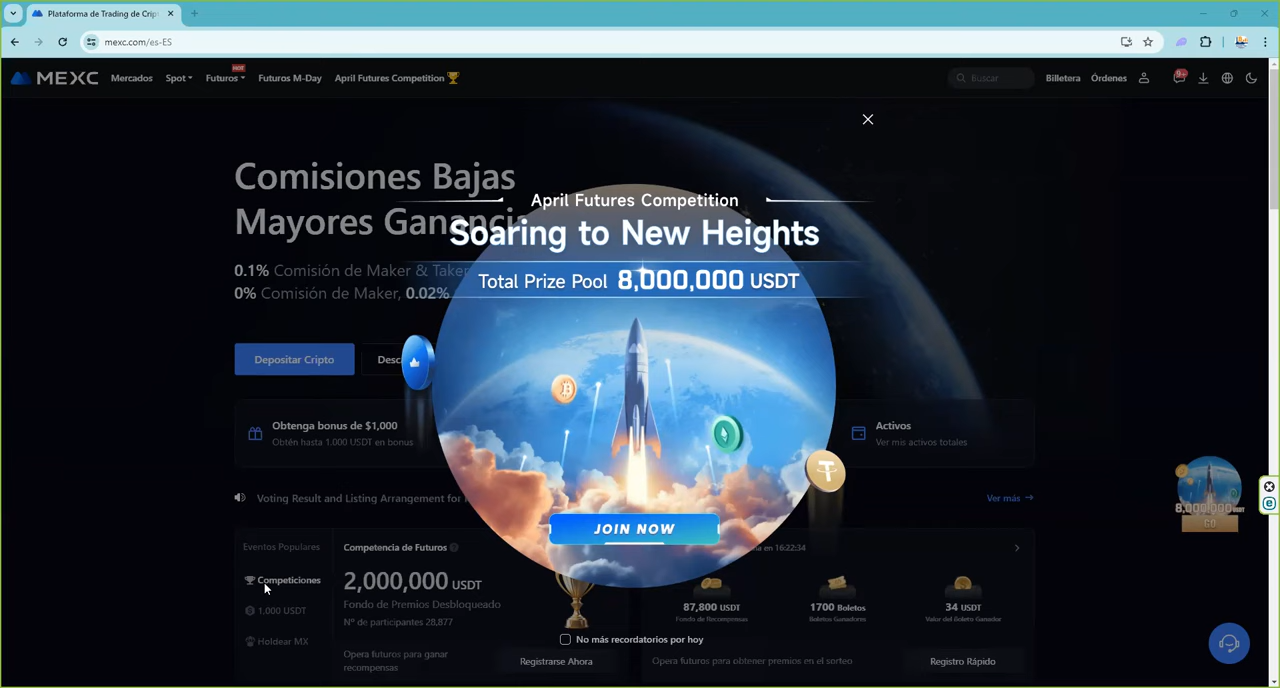 Plataforma de Trading de Crip
mexc.com/es-ES
MEXC
Mercados
Spot
Futuros
HOT
Futuros M-Day
April Futures Competition
Buscar
Billetera
Órdenes
9+
Comisiones Bajas
Mayores Gananci
0.1% Comisión de Maker & Taker
0% Comisión de Maker, 0.02%
Depositar Cripto
Desc
April Futures Competition
Soaring to New Heights
Total Prize Pool 8,000,000 USDT
JOIN NOW
Obtenga bonus de $1,000
Obtén hasta 1.000 USDT en bonus
Activos
Ver mis activos totales
Voting Result and Listing Arrangement for
Ver más
8,000,000 USDT
GO
Eventos Populares
Competiciones
1,000 USDT
Holdear MX
Competencia de Futuros
2,000,000 USDT
Fondo de Premios Desbloqueado
Nº de participantes 28,877
Opera futuros para ganar
recompensas
Registrarse Ahora
en 16:22:34
87,800 USDT
Fondo de Recompensas
1700 Boletos
Boletos Ganadores
34 USDT
Valor del Boleto Ganador
Opera futuros para obtener premios en el sorteo
Registro Rápido
No más recordatorios por hoy